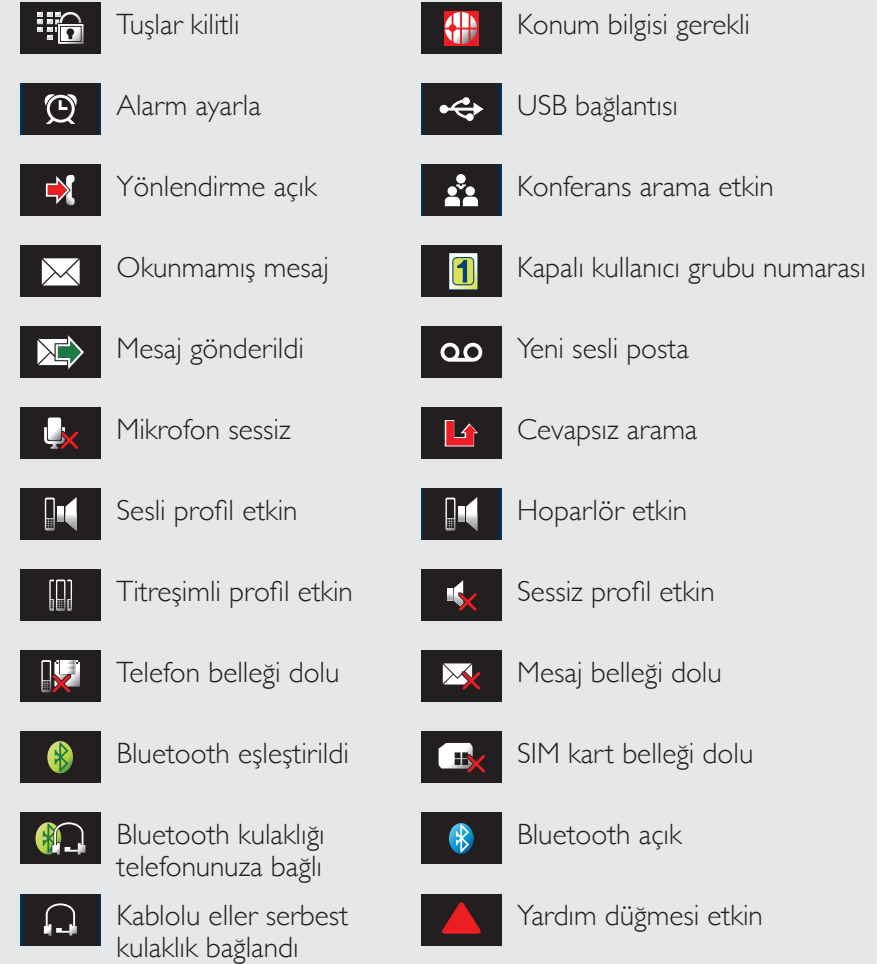 Tuşlar kilitli
Konum bilgisi gerekli
Alarm ayarla
USB bağlantısı
Yönlendirme açık
Konferans arama etkin
Okunmamış mesaj
1
Kapalı kullanıcı grubu numarası
Mesaj gönderildi
Yeni sesli posta
Mikrofon sessiz
Cevapsız arama
Sesli profil etkin
Hoparlör etkin
Titreşimli profil etkin
Sessiz profil etkin
Telefon belleği dolu
Mesaj belleği dolu
Bluetooth eşleştirildi
SIM kart belleği dolu
Bluetooth kulaklığı
telefonunuza bağlı
Bluetooth açık
Kablolu eller serbest
kulaklık bağlandı
Yardım düğmesi etkin